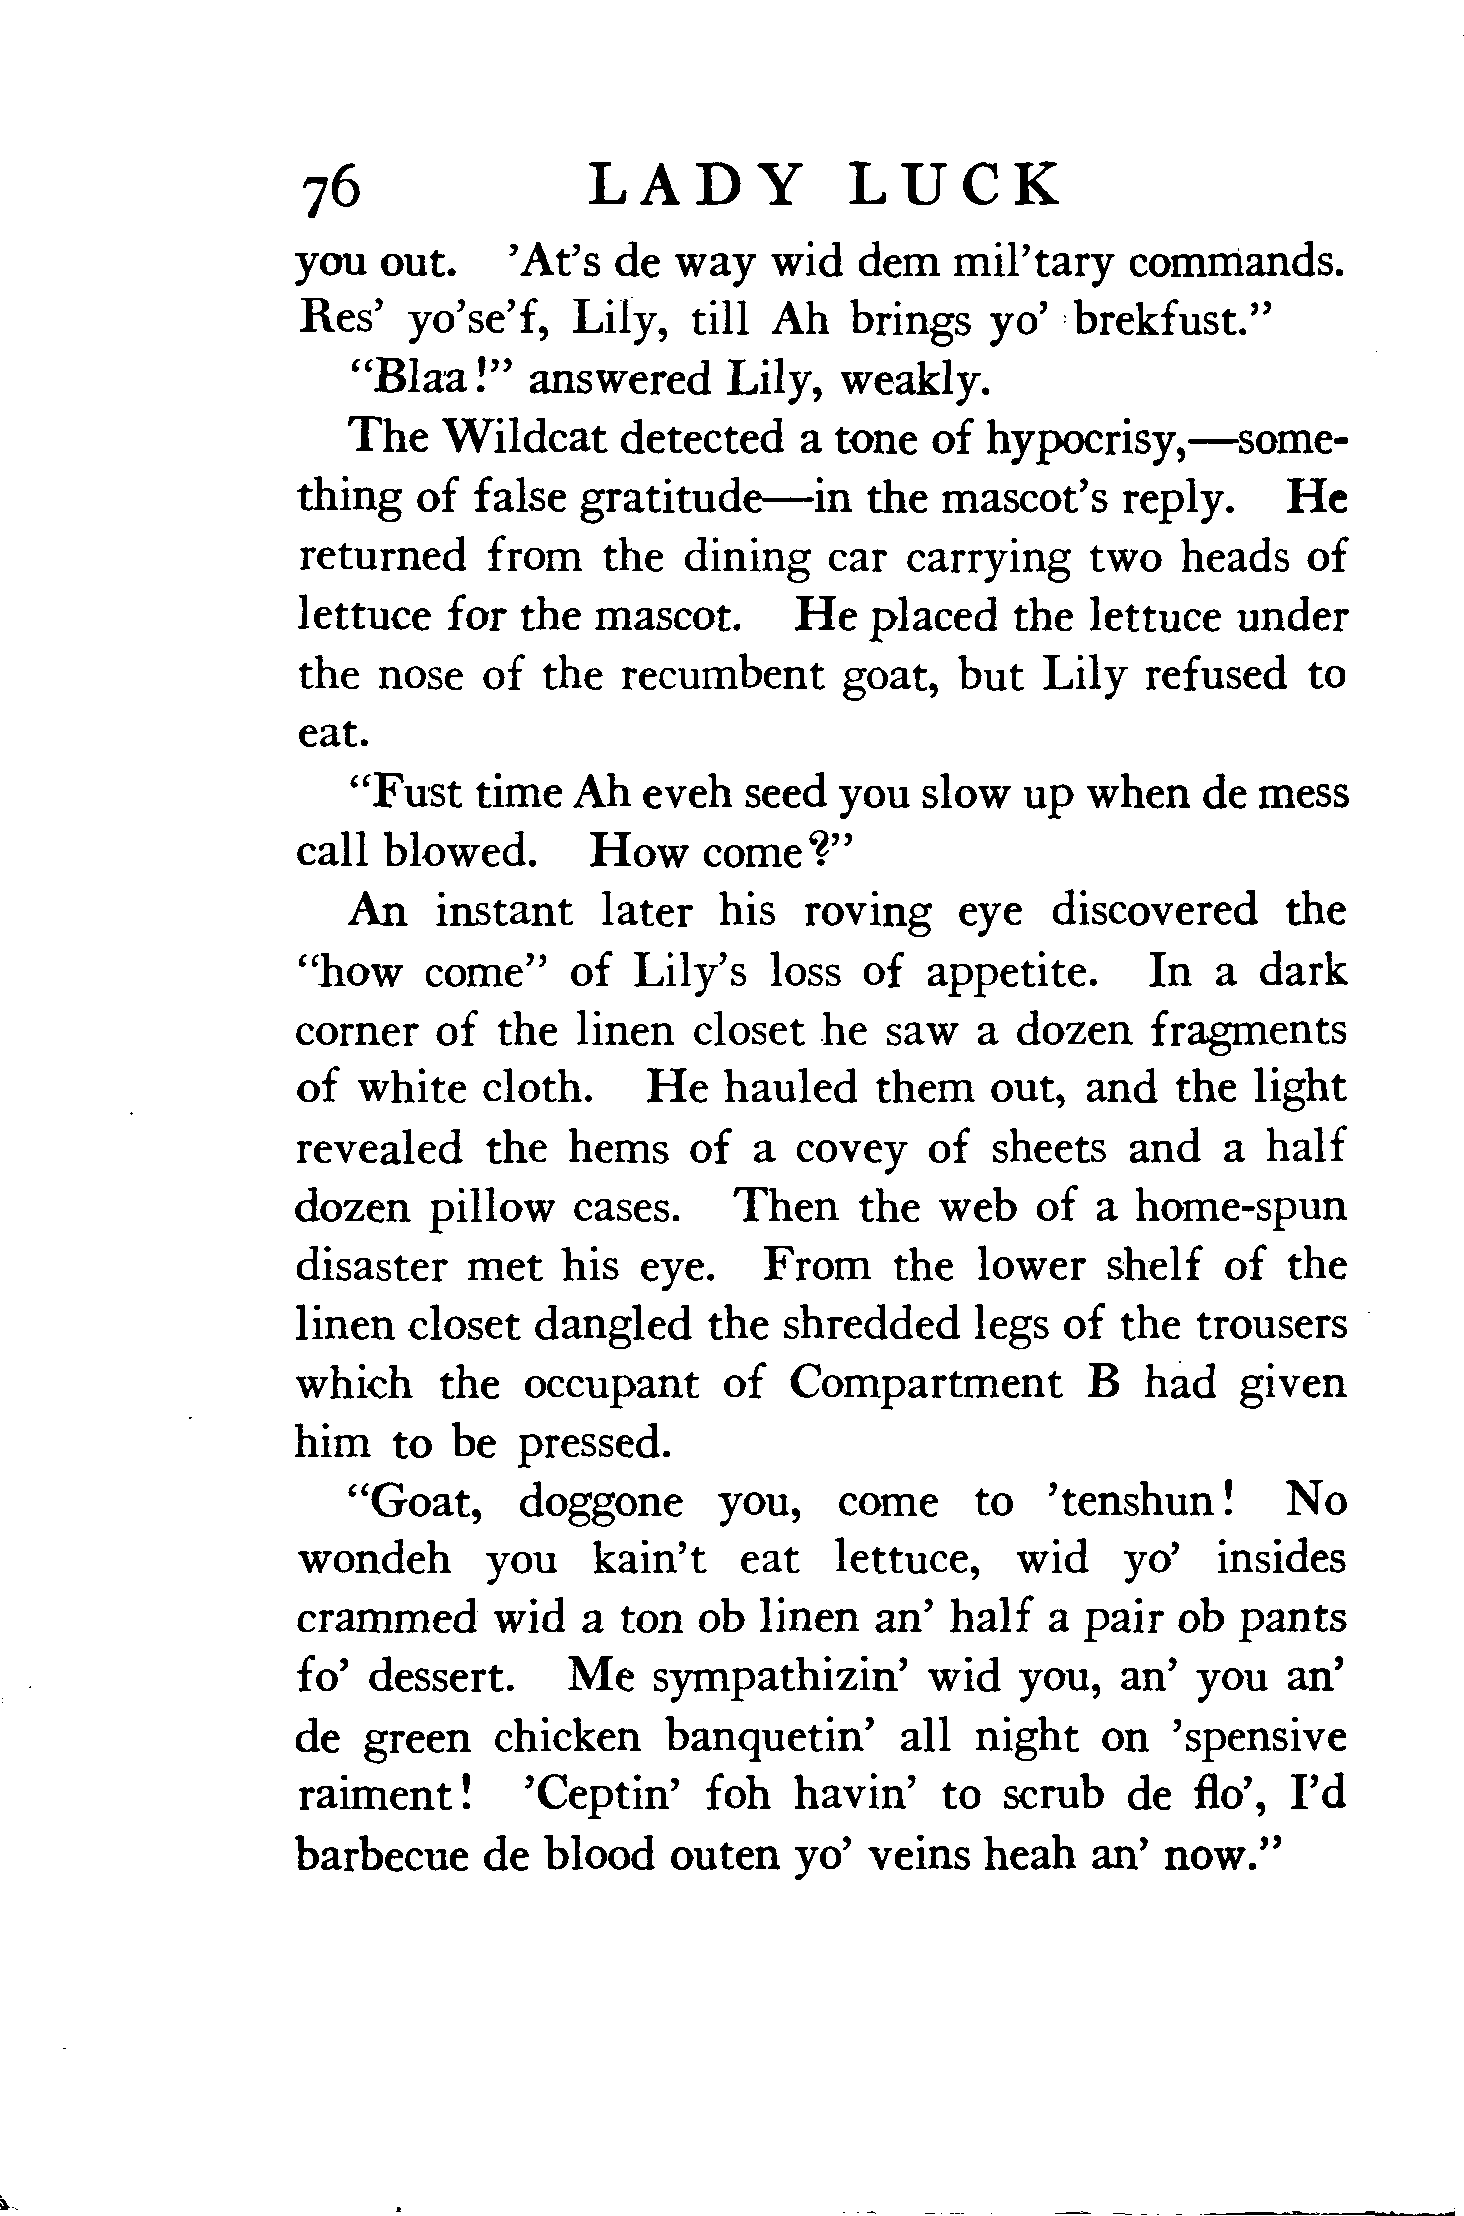 76 LADY LUCK
you out. ’At’s de way wid dem mil’tary commands.
Res’ yo’se’f, Lily, till Ah brings yo’ brekfust.”
“Blaa!” answered Lily, weakly.
The Wildcat detected a tone of hypocrisy,—some-
thing of false gratitude—in the mascot’s reply. He
returned from the dining car carrying two heads of
lettuce for the mascot. He placed the lettuce under
the nose of the recumbent goat, but Lily refused to
eat.
“Fust time Ah eveh seed you slow up when de mess
call blowed. How come?”
An instant later his roving eye discovered the
“how come” of Lily’s loss of appetite. In a dark
corner of the linen closet he saw a dozen fragments
of white cloth. He hauled them out, and the light
revealed the hems of a covey of sheets and a half
dozen pillow cases. Then the web of a home-spun
disaster met his eye. From the lower shelf of the
linen closet dangled the shredded legs of the trousers
which the occupant of Compartment B had given
him to be pressed.
“Goat, doggone you, come to ’tenshun! No
wondeh you kain’t eat lettuce, wid yo’ insides
crammed wid a ton ob linen an’ half a pair ob pants
fo’ dessert. Me sympathizin’ wid you, an’ you an’
de green chicken banquetin’ all night on ’spensive
raiment! ’Ceptin’ foh havin’ to scrub de flo’, I’d
barbecue de blood outen yo’ veins heah an’ now.”